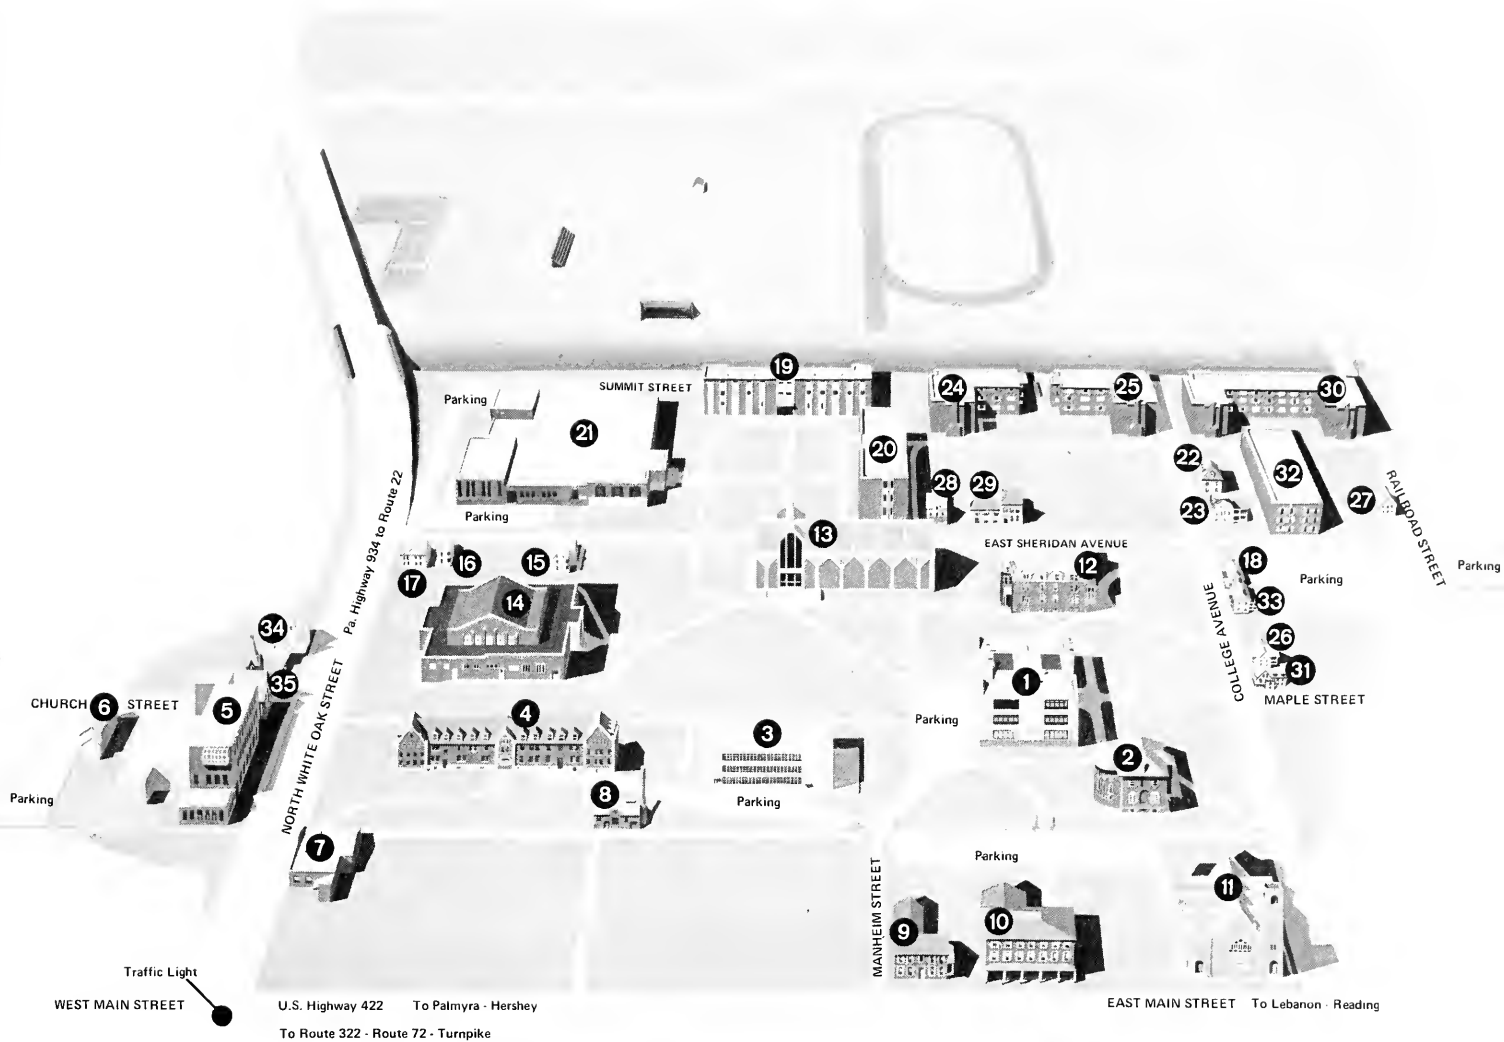 19
SUMMIT STREET
24
25
30
Parking
21
20
32
22
28
29
27
23
RAILROAD STREET
Parking
Pa. Highway 934 to Route 22
13
EAST SHERIDAN AVENUE
17
16
15
12
18
Parking
Parking
14
33
COLLEGE AVENUE
34
26
31
35
1
MAPLE STREET
CHURCH 6 STREET
5
4
3
Parking
NORTH WHITE OAK STREET
2
8
Parking
Parking
7
Parking
MANHEIM STREET
11
9
10
Traffic Light
WEST MAIN STREET
U.S. Highway 422 To Palmyra - Hershey
EAST MAIN STREET To Lebanon - Reading
To Route 322 - Route 72 - Turnpike